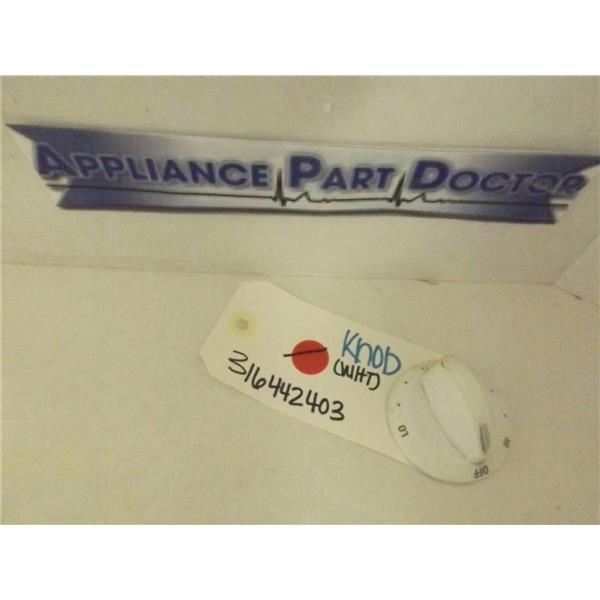 APPLIANCE PART DOCTOR
KNOB
(WHT)
316442403
LO
HI
OFF